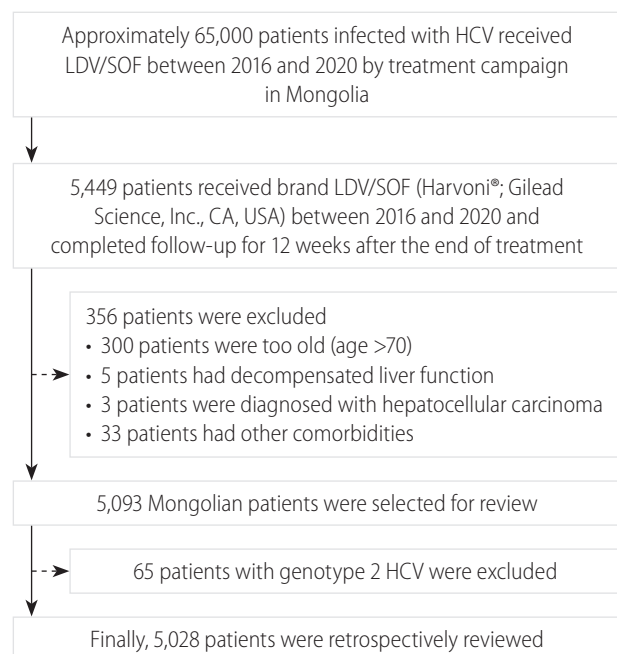 Approximately 65,000 patients infected with HCV received
LDV/SOF between 2016 and 2020 by treatment campaign
in Mongolia
5,449 patients received brand LDV/SOF (Harvoni®; Gilead
Science, Inc., CA, USA) between 2016 and 2020 and
completed follow-up for 12 weeks after the end of treatment
356 patients were excluded
• 300 patients were too old (age >70)
• 5 patients had decompensated liver function
• 3 patients were diagnosed with hepatocellular carcinoma
• 33 patients had other comorbidities
5,093 Mongolian patients were selected for review
65 patients with genotype 2 HCV were excluded
Finally, 5,028 patients were retrospectively reviewed